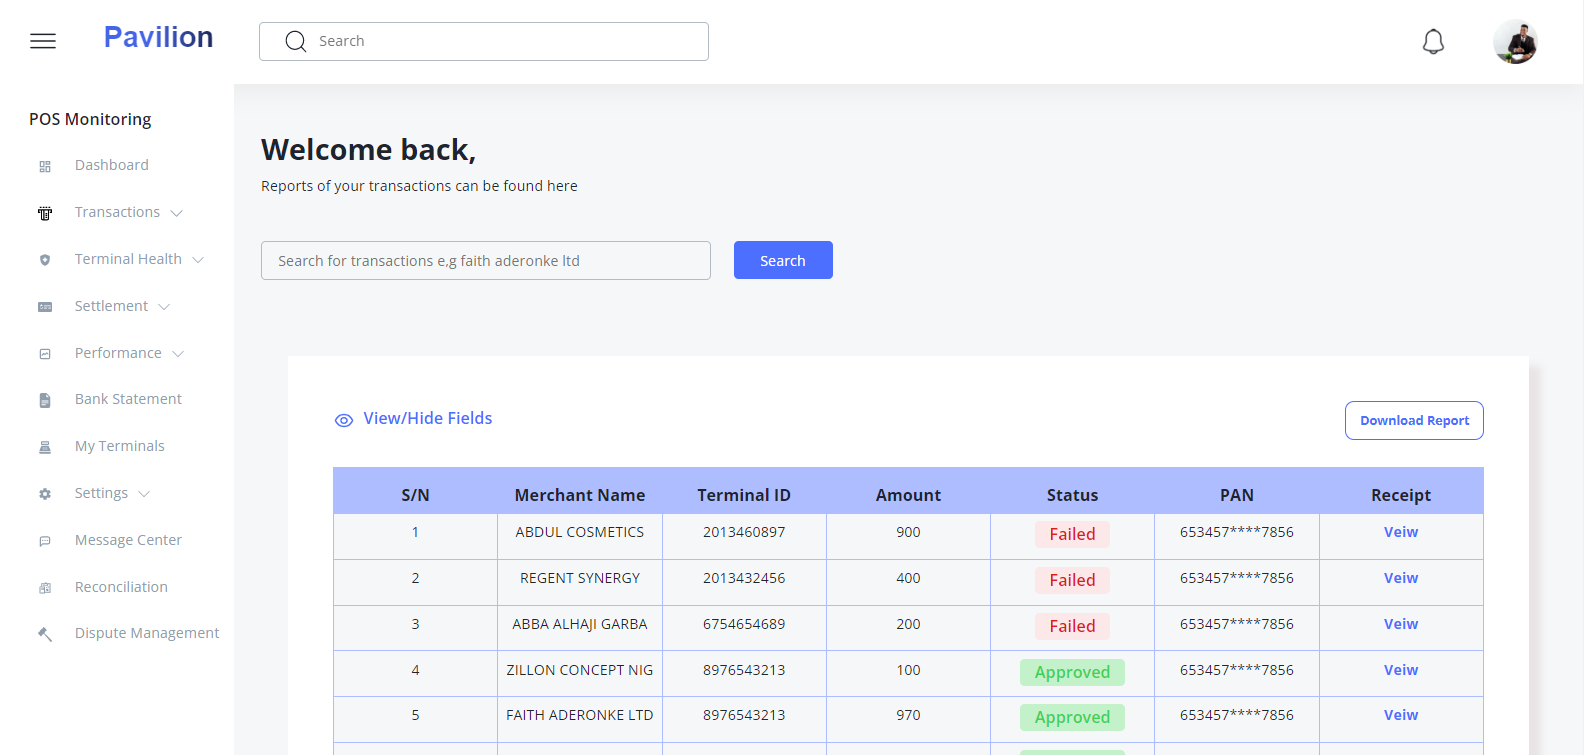 Pavilion
Search
POS Monitoring
Dashboard
Transactions
Terminal Health
Settlement
Performance
Bank Statement
My Terminals
Settings
Message Center
Reconciliation
Dispute Management
Welcome back,
Reports of your transactions can be found here
Search for transactions e,g faith aderonke ltd
Search
View/Hide Fields
Download Report
S/N Merchant Name Terminal ID Amount Status PAN Receipt
1 ABDUL COSMETICS 2013460897 900 Failed 653457****7856 Veiw
2 REGENT SYNERGY 2013432456 400 Failed 653457****7856 Veiw
3 ABBA ALHAJI GARBA 6754654689 200 Failed 653457****7856 Veiw
4 ZILLON CONCEPT NIG 8976543213 100 Approved 653457****7856 Veiw
5 FAITH ADERONKE LTD 8976543213 970 Approved 653457****7856 Veiw